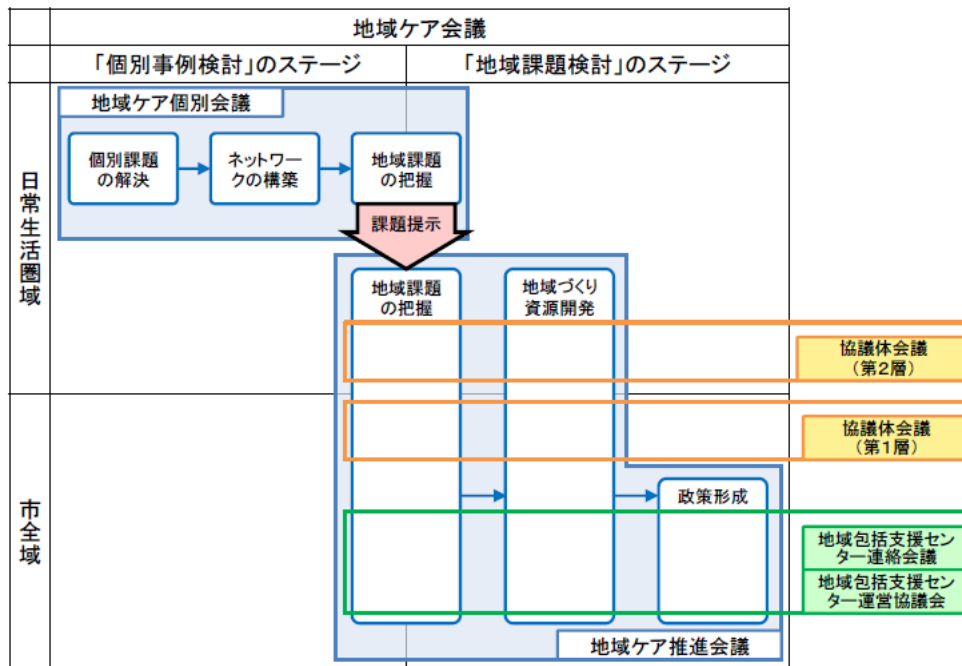 地域ケア会議
「個別事例検討」のステージ
「地域課題検討」のステージ
日常生活圏域
地域ケア個別会議
個別課題
の解決
ネットワー
クの構築
地域課題
の把握
課題提示
地域課題
の把握
地域づくり
資源開発
協議体会議
(第2層)
市全域
協議体会議
(第1層)
政策形成
地域包括支援セン
ター連絡会議
地域包括支援セン
ター運営協議会
地域ケア推進会議